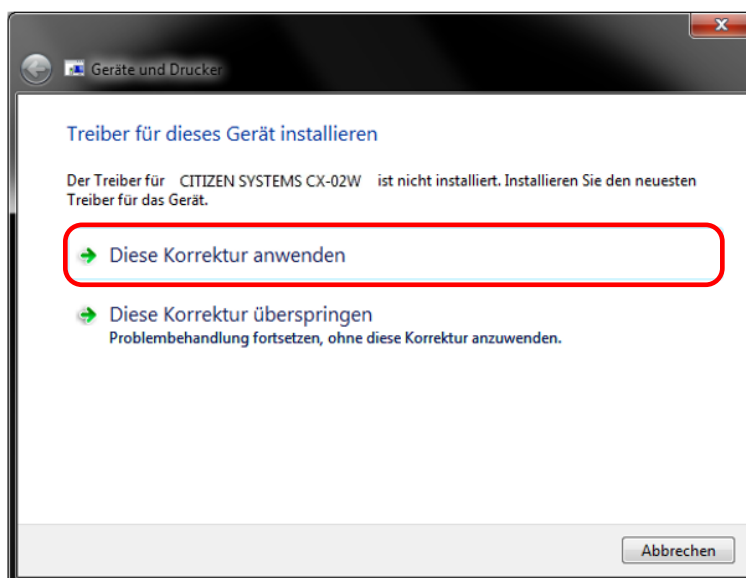 Geräte und Drucker
Treiber für dieses Gerät installieren
Der Treiber für CITIZEN SYSTEMS CX-02W ist nicht installiert. Installieren Sie den neuesten
Treiber für das Gerät.
Diese Korrektur anwenden
Diese Korrektur überspringen
Problembehandlung fortsetzen, ohne diese Korrektur anzuwenden.
Abbrechen